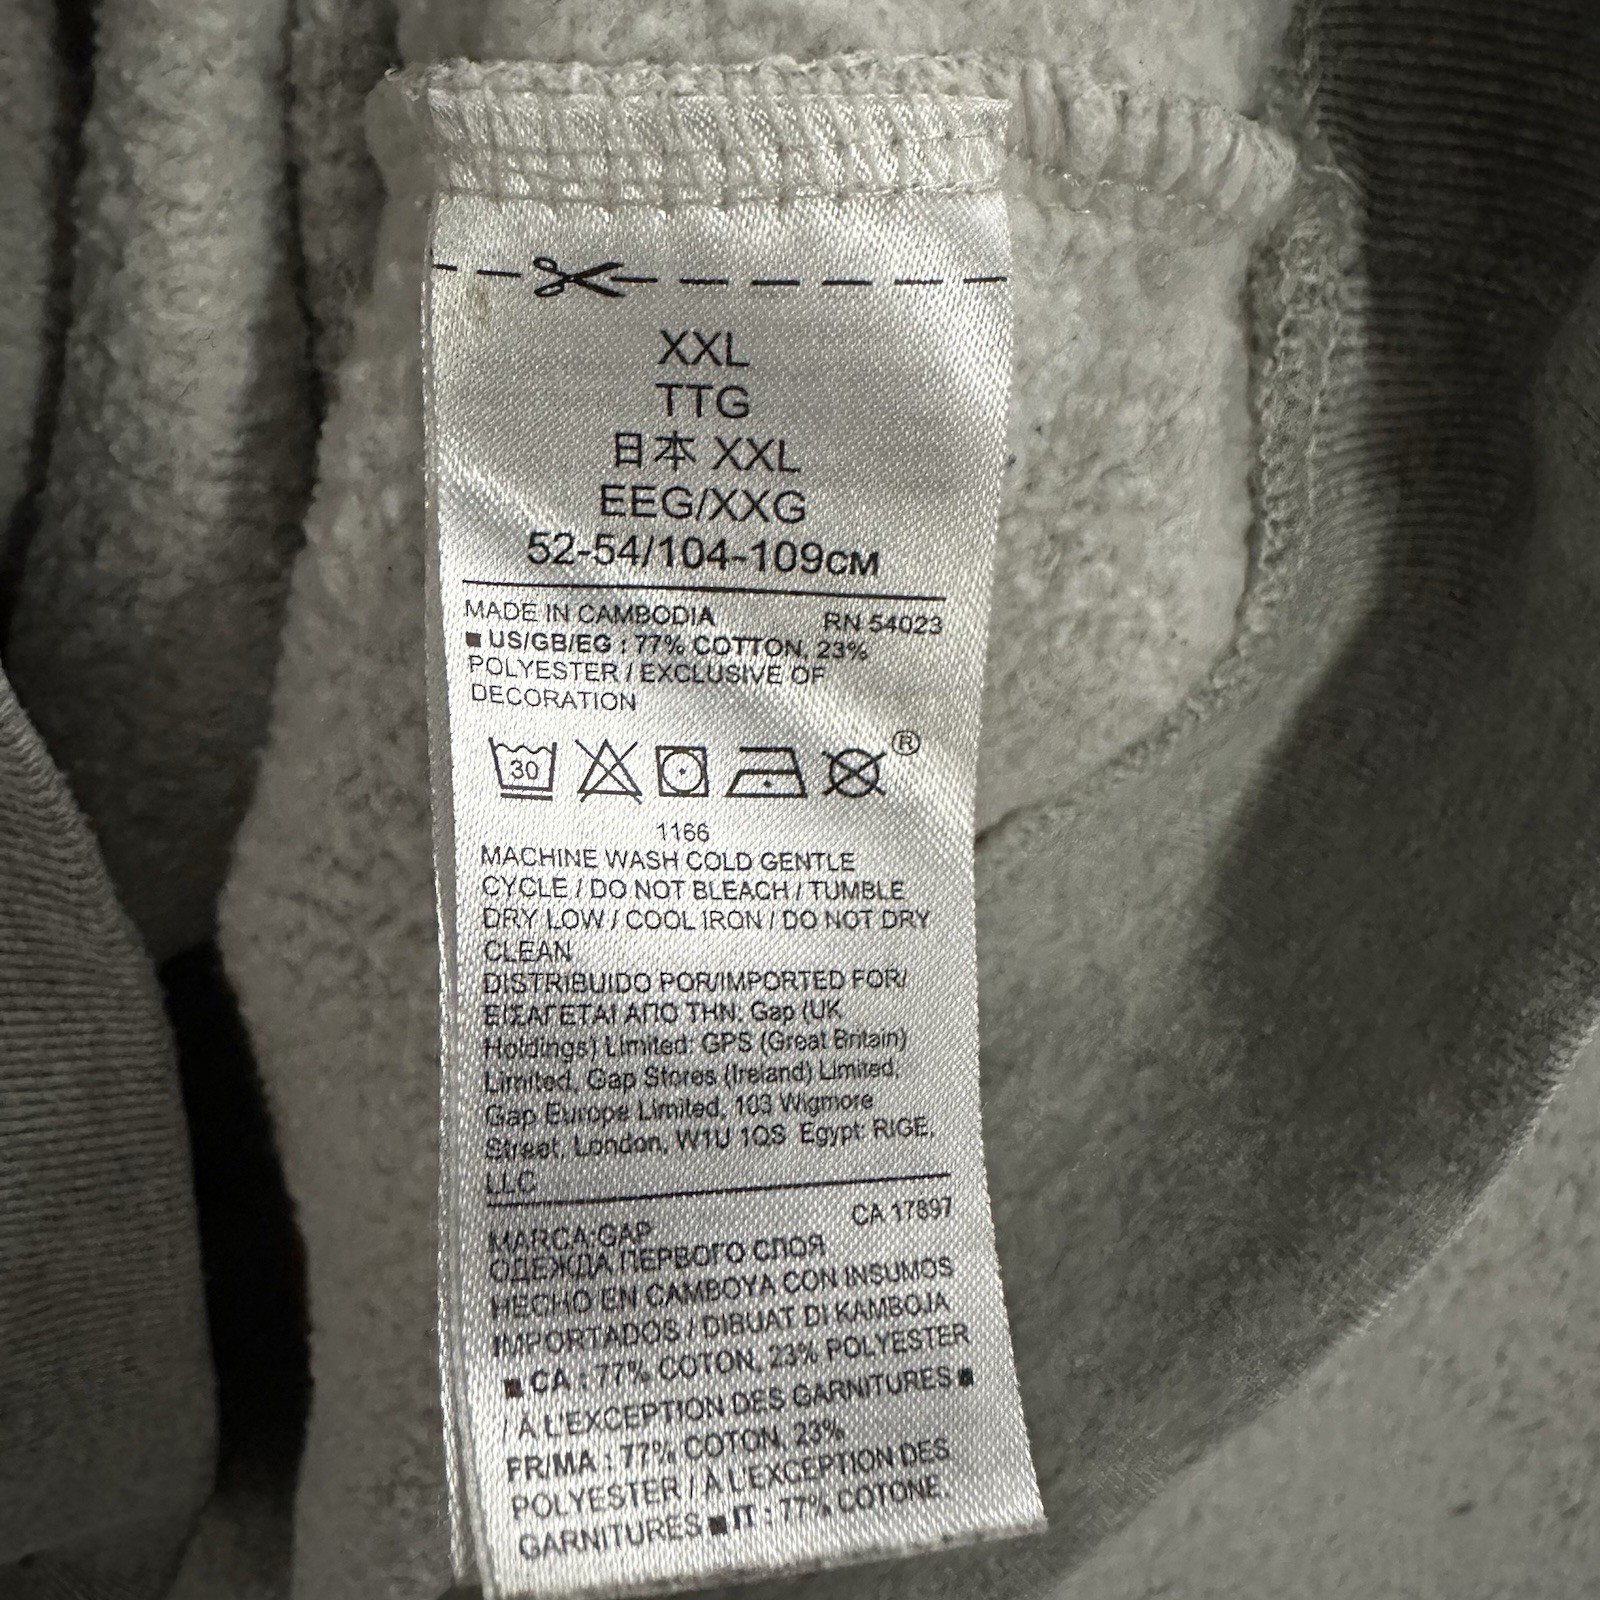 XXL
TTG
日本 XXL
EEG/XXG
52-54/104-109CM
MADE IN CAMBODIA RN 54023
■ US/GB/EG : 77% COTTON, 23%
POLYESTER / EXCLUSIVE OF
DECORATION
30 ®
1166
MACHINE WASH COLD GENTLE
CYCLE / DO NOT BLEACH / TUMBLE
DRY LOW / COOL IRON / DO NOT DRY
CLEAN
DISTRIBUIDO POR/IMPORTED FOR/
ΕΙΣΑΓΕΤΑΙ ΑΠΟ ΤΗΝ: Gap (UK
Holdings) Limited: GPS (Great Britain)
Limited, Gap Stores (Ireland) Limited,
Gap Europe Limited, 103 Wigmore
Street, London, W1U 1QS Egypt: RIGE,
LLC
CA 17897
MARCA:GAP
ОДЕЖДА ПЕРВОГО СЛОЯ
HECHO EN CAMBOYA CON INSUMOS
IMPORTADOS / DIBUAT DI KAMBOJA
■ CA : 77% COTON, 23% POLYESTER
/ À L'EXCEPTION DES GARNITURES ■
FR/MA : 77% COTON, 23%
POLYESTER / À L'EXCEPTION DES
GARNITURES ■ IT : 77% COTONE,